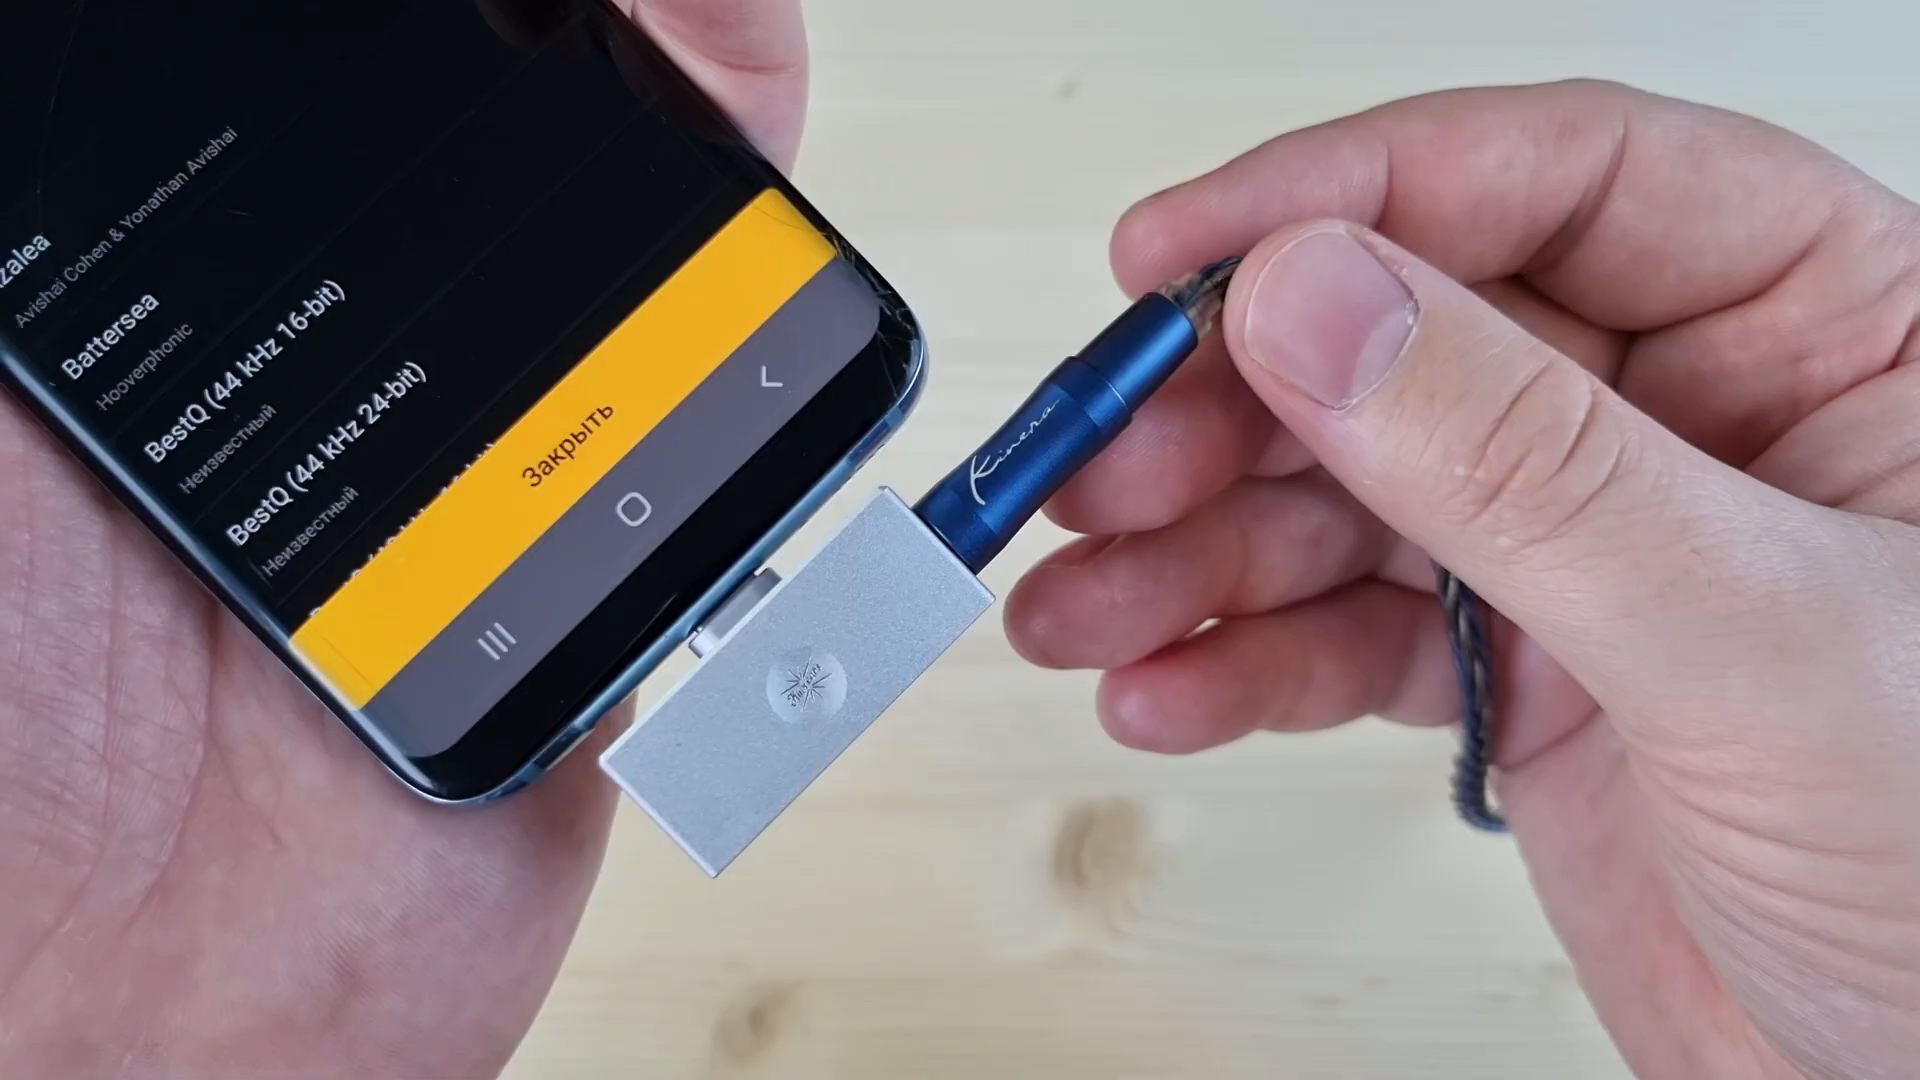 zalea
Avishai Cohen & Yonathan Avishai
Battersea
Hooverphonic
BestQ (44 kHz 16-bit)
Неизвестный
BestQ (44 kHz 24-bit)
Неизвестный
Закрыть
Kinera